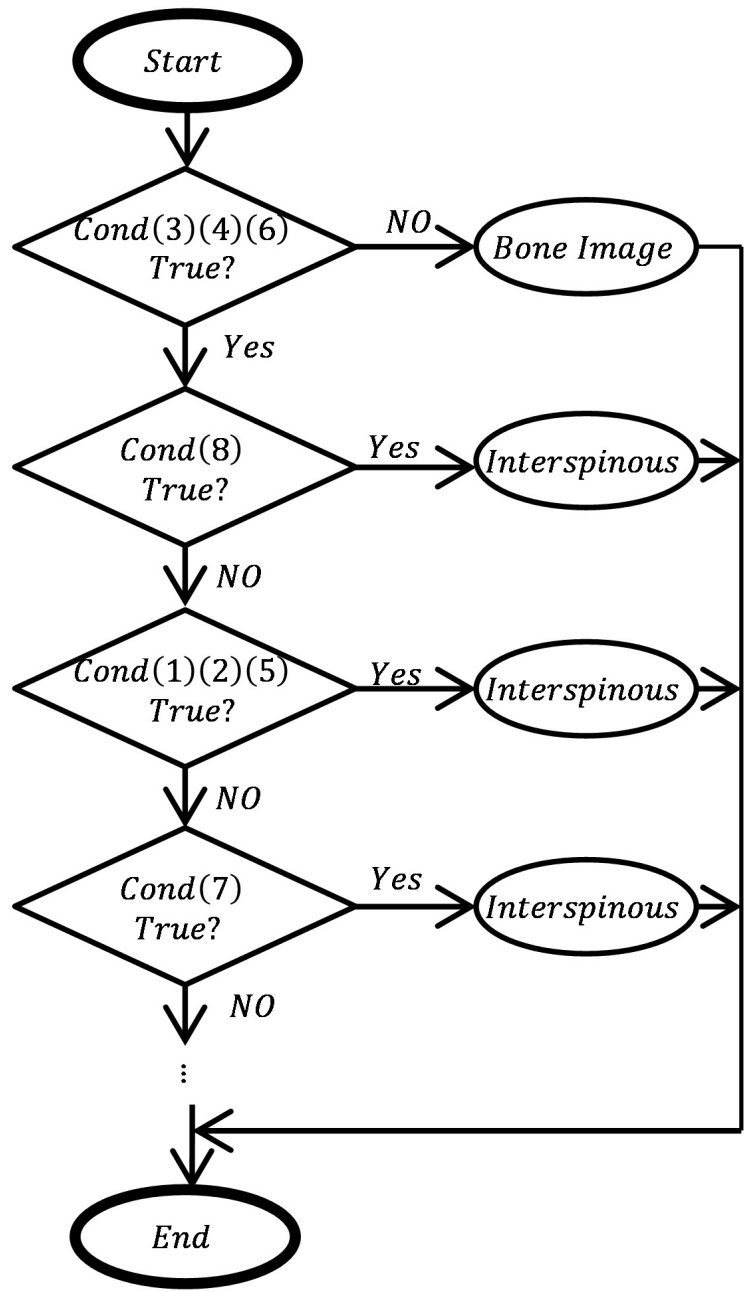 Start
Cond(3)(4)(6)
True?
NO
Bone Image
Yes
Cond(8)
True?
Yes
Interspinous
NO
Cond(1)(2)(5)
True?
Yes
Interspinous
NO
Cond(7)
True?
Yes
Interspinous
NO
⋮
End